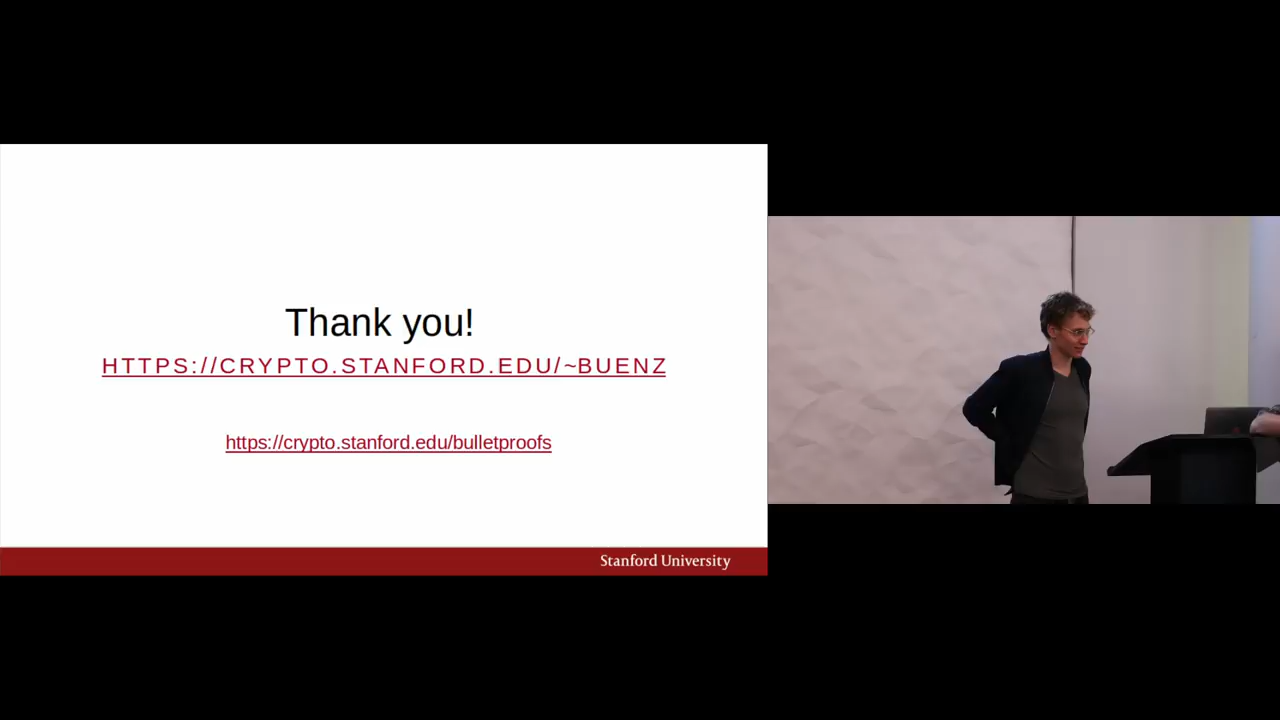 Thank you!
HTTPS://CRYPTO.STANFORD.EDU/~BUENZ
https://crypto.stanford.edu/bulletproofs
Stanford University